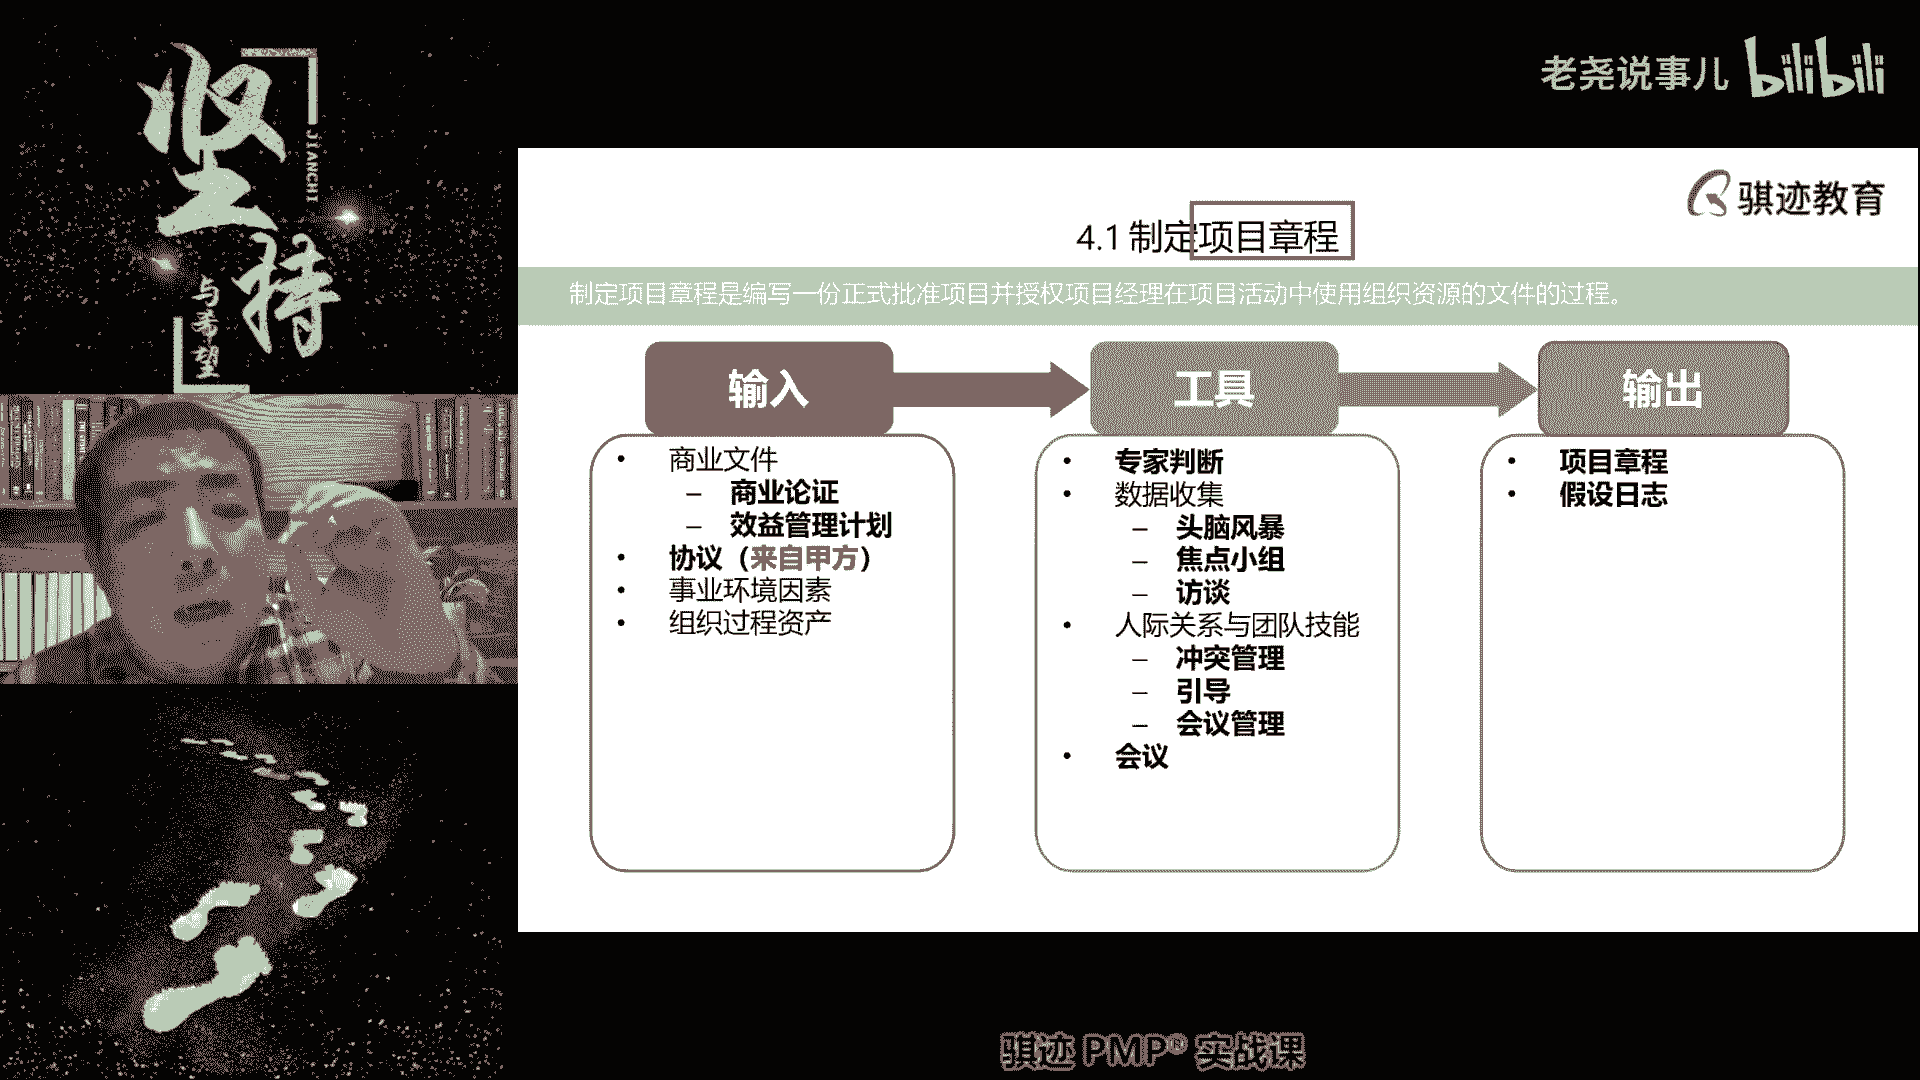 坚持
JIANCHI
与希望
老尧说事儿 bilibili
骐迹教育
4.1 制定项目章程
制定项目章程是编写一份正式批准项目并授权项目经理在项目活动中使用组织资源的文件的过程。
输入
• 商业文件
– 商业论证
– 效益管理计划
• 协议（来自甲方）
• 事业环境因素
• 组织过程资产
工具
• 专家判断
• 数据收集
– 头脑风暴
– 焦点小组
– 访谈
• 人际关系与团队技能
– 冲突管理
– 引导
– 会议管理
• 会议
输出
• 项目章程
• 假设日志
骐迹 PMP® 实战课